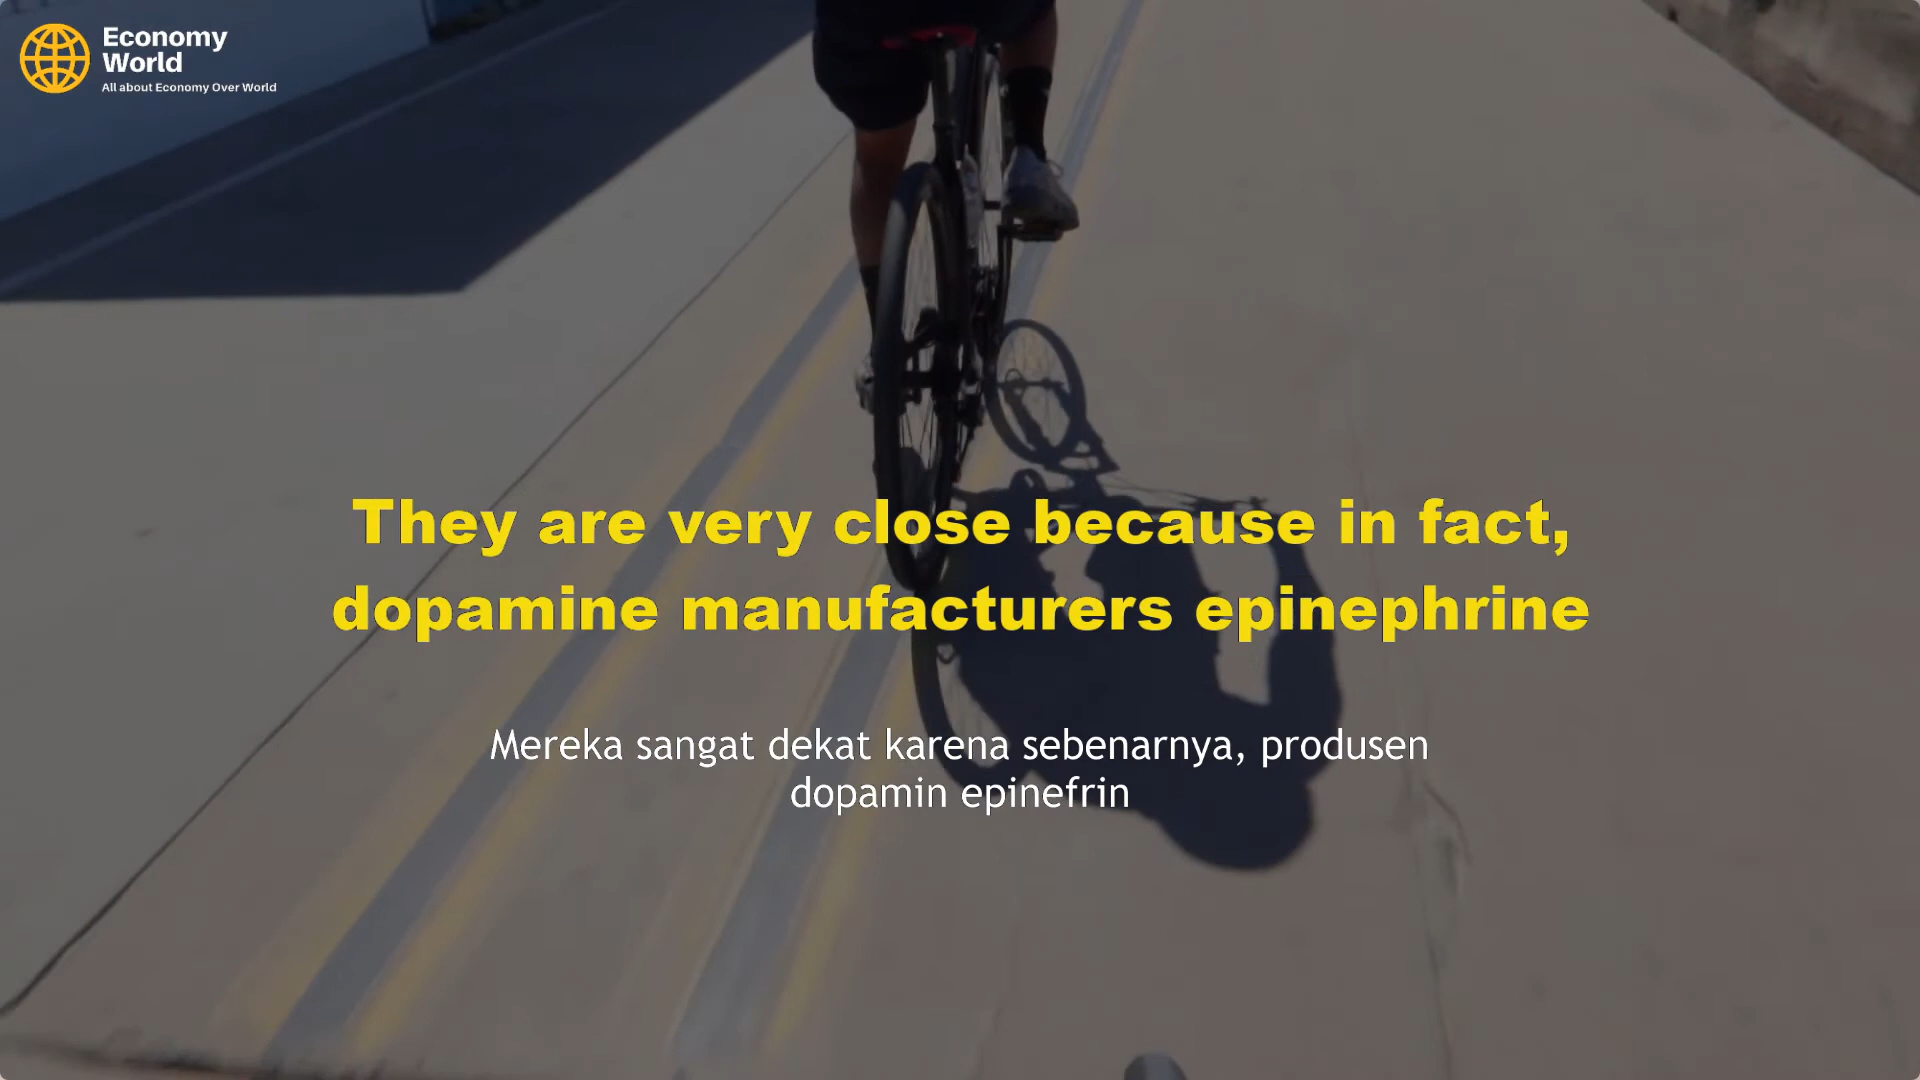 Economy
World
All about Economy Over World
They are very close because in fact,
dopamine manufacturers epinephrine
Mereka sangat dekat karena sebenarnya, produsen
dopamin epinefrin